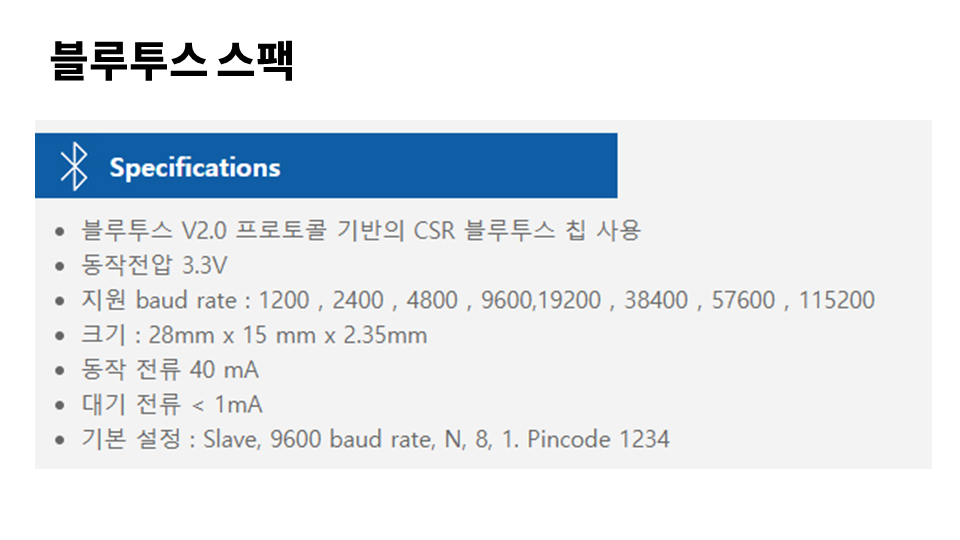 블루투스 스팩
Specifications
• 블루투스 V2.0 프로토콜 기반의 CSR 블루투스 칩 사용
• 동작전압 3.3V
• 지원 baud rate : 1200 , 2400 , 4800 , 9600,19200 , 38400 , 57600 , 115200
• 크기 : 28mm x 15 mm x 2.35mm
• 동작 전류 40 mA
• 대기 전류 < 1mA
• 기본 설정 : Slave, 9600 baud rate, N, 8, 1. Pincode 1234